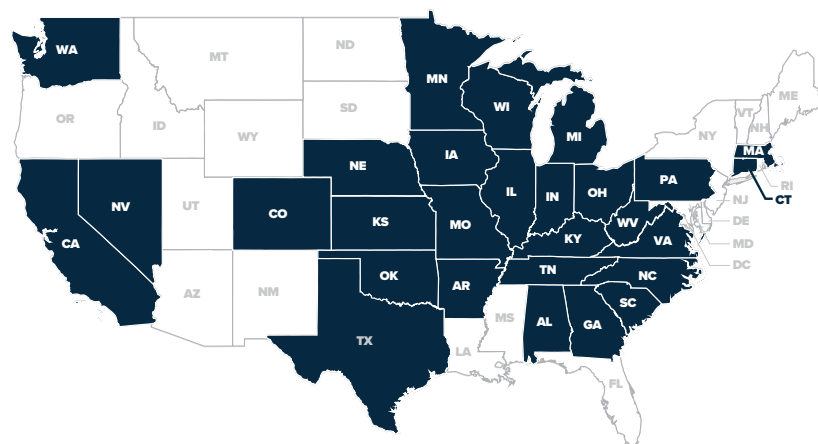 WA
MT
ND
MN
OR
ID
WY
SD
WI
MI
VT
NH
ME
NY
MA
RI
CT
NV
CA
UT
CO
NE
KS
IA
MO
IL
IN
OH
PA
NJ
DE
MD
DC
WV
VA
KY
AZ
NM
OK
TX
AR
TN
NC
SC
LA
MS
AL
GA
FL